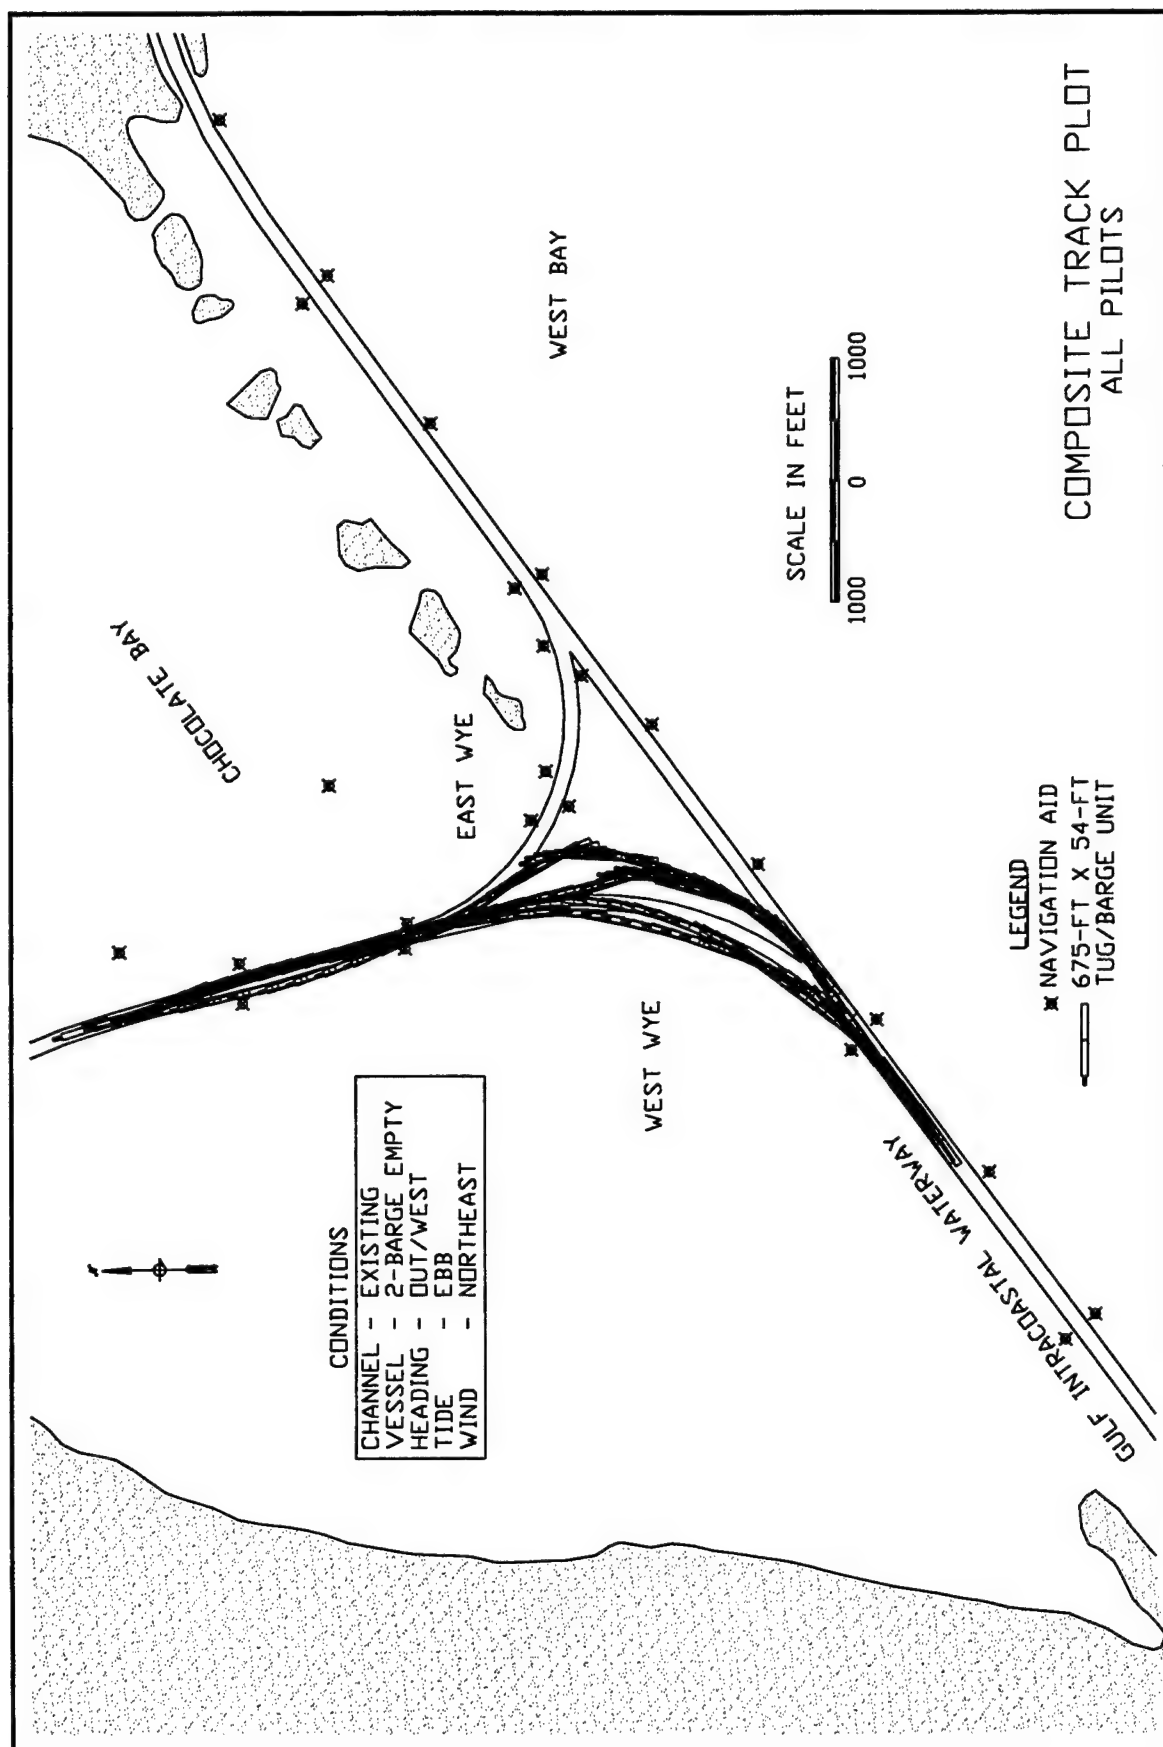 CHOCOLATE BAY
EAST WYE
WEST BAY
WEST WYE
GULF INTRACOASTAL WATERWAY
CONDITIONS
CHANNEL - EXISTING
VESSEL - 2-BARGE EMPTY
HEADING - OUT/WEST
TIDE - EBB
WIND - NORTHEAST
SCALE IN FEET
1000 0 1000
LEGEND
NAVIGATION AID
675-FT X 54-FT
TUG/BARGE UNIT
COMPOSITE TRACK PLOT
ALL PILOTS